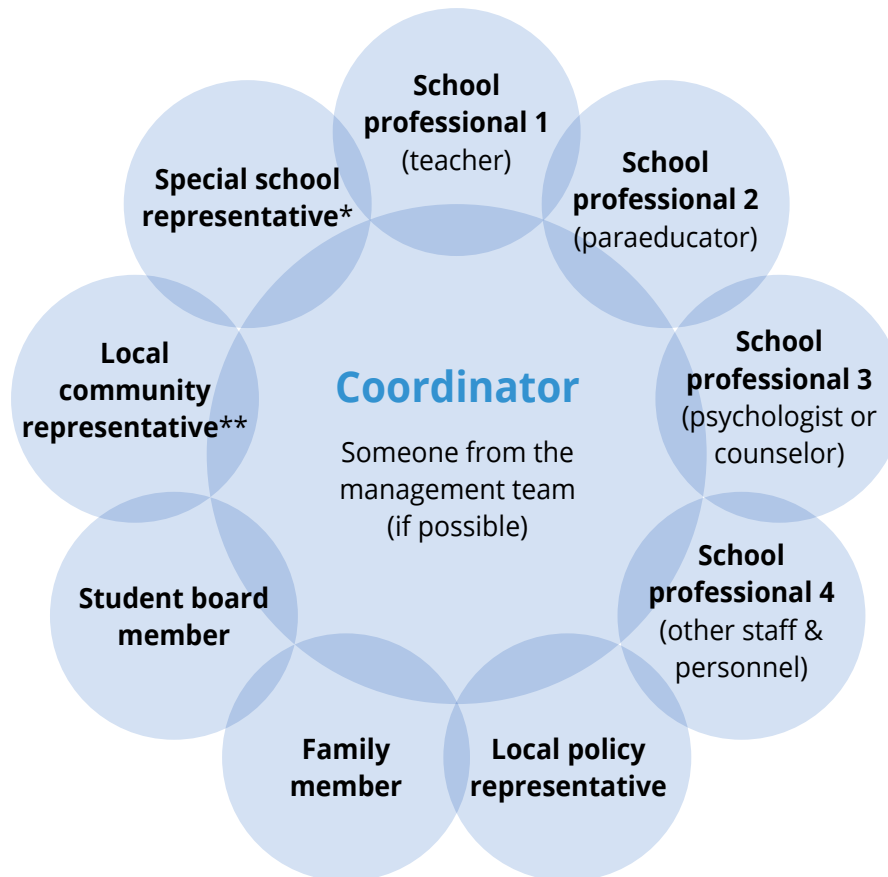 School
professional 1
(teacher)
School
professional 2
(paraeducator)
School
professional 3
(psychologist or
counselor)
School
professional 4
(other staff &
personnel)
Local policy
representative
Family
member
Student board
member
Local
community
representative**
Special school
representative*
Coordinator
Someone from the
management team
(if possible)